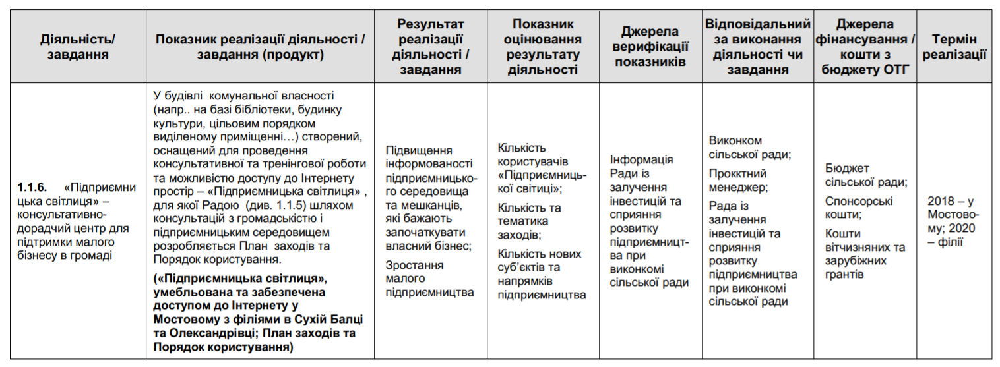 Діяльність/
завдання
Показник реалізації діяльності /
завдання (продукт)
Результат
реалізації
діяльності /
завдання
Показник
оцінювання
результату
діяльності
Джерела
верифікації
показників
Відповідальний
за виконання
діяльності чи
завдання
Джерела
фінансування /
кошти з
бюджету ОТГ
Термін
реалізації
1.1.6. «Підприємни
цька світлиця» –
консультативно-
дорадчий центр для
підтримки малого
бізнесу в громаді
У будівлі комунальної власності
(напр.. на базі бібліотеки, будинку
культури, цільовим порядком
виділеному приміщенні…) створений,
оснащений для проведення
консультативної та тренінгової роботи
та можливістю доступу до Інтернету
простір – «Підприємницька світлиця» ,
для якої Радою (див. 1.1.5) шляхом
консультацій з громадськістю і
підприємницьким середовищем
розробляється План заходів та
Порядок користування.
(«Підприємницька світлиця»,
умебльована та забезпечена
доступом до Інтернету у
Мостовому з філіями в Сухій Балці
та Олександрівці; План заходів та
Порядок користування)
Підвищення
інформованості
підприємницько-
го середовища
та мешканців,
які бажають
започаткувати
власний бізнес;
Зростання
малого
підприємництва
Кількість
користувачів
«Підприємниць-
кої світиці»;
Кількість та
тематика
заходів;
Кількість нових
суб’єктів та
напрямків
підприємництва
Інформація
Ради із
залучення
інвестицій та
сприяння
розвитку
підприємницт-
ва при
виконкомі
сільської ради
Виконком
сільської ради;
Прокктний
менеджер;
Рада із
залучення
інвестицій та
сприяння
розвитку
підприємництва
при виконкомі
сільської ради
Бюджет
сільської ради;
Спонсорські
кошти;
Кошти
вітчизняних та
зарубіжних
грантів
2018 – у
Мостово-
му; 2020
– філії